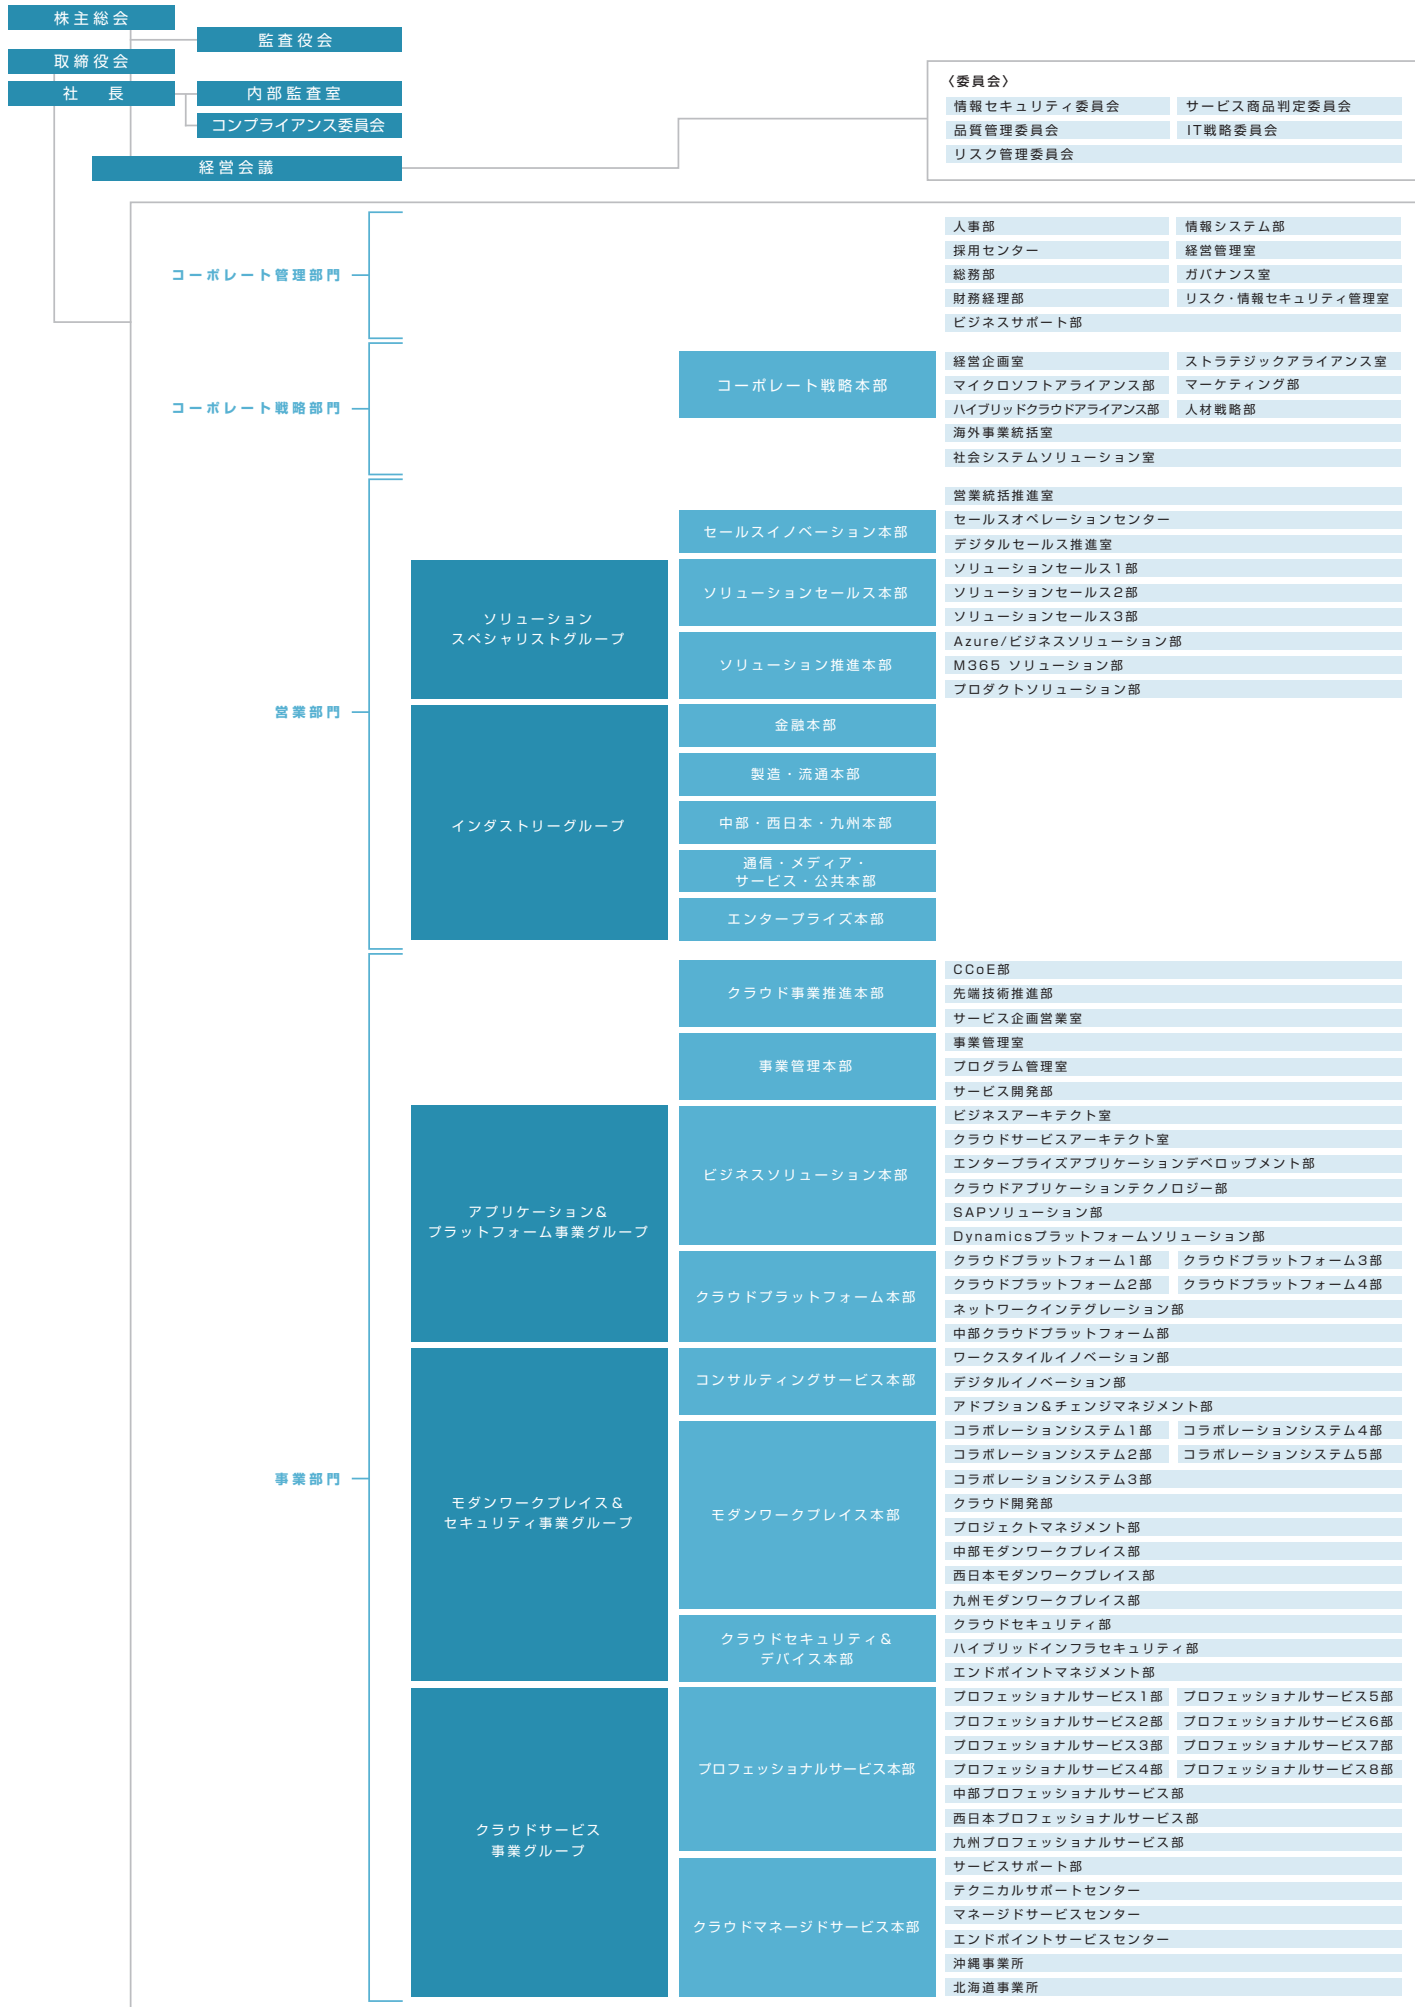 株主総会
監査役会
取締役会
社　長
内部監査室
コンプライアンス委員会
経営会議
〈委員会〉
情報セキュリティ委員会
サービス商品判定委員会
品質管理委員会
IT戦略委員会
リスク管理委員会
コーポレート管理部門
人事部
情報システム部
採用センター
経営管理室
総務部
ガバナンス室
財務経理部
リスク・情報セキュリティ管理室
ビジネスサポート部
コーポレート戦略部門
コーポレート戦略本部
経営企画室
ストラテジックアライアンス室
マイクロソフトアライアンス部
マーケティング部
ハイブリッドクラウドアライアンス部
人材戦略部
海外事業統括室
社会システムソリューション室
営業部門
営業統括推進室
セールスイノベーション本部
セールスオペレーションセンター
デジタルセールス推進室
ソリューション
スペシャリストグループ
ソリューションセールス本部
ソリューションセールス1部
ソリューションセールス2部
ソリューションセールス3部
ソリューション推進本部
Azure/ビジネスソリューション部
M365 ソリューション部
プロダクトソリューション部
インダストリーグループ
金融本部
製造・流通本部
中部・西日本・九州本部
通信・メディア・
サービス・公共本部
エンタープライズ本部
事業部門
クラウド事業推進本部
CCoE部
先端技術推進部
サービス企画営業室
事業管理本部
事業管理室
プログラム管理室
サービス開発部
アプリケーション＆
プラットフォーム事業グループ
ビジネスソリューション本部
ビジネスアーキテクト室
クラウドサービスアーキテクト室
エンタープライズアプリケーションデベロップメント部
クラウドアプリケーションテクノロジー部
SAPソリューション部
Dynamicsプラットフォームソリューション部
クラウドプラットフォーム本部
クラウドプラットフォーム1部
クラウドプラットフォーム3部
クラウドプラットフォーム2部
クラウドプラットフォーム4部
ネットワークインテグレーション部
中部クラウドプラットフォーム部
モダンワークプレイス＆
セキュリティ事業グループ
コンサルティングサービス本部
ワークスタイルイノベーション部
デジタルイノベーション部
アドプション＆チェンジマネジメント部
モダンワークプレイス本部
コラボレーションシステム1部
コラボレーションシステム4部
コラボレーションシステム2部
コラボレーションシステム5部
コラボレーションシステム3部
クラウド開発部
プロジェクトマネジメント部
中部モダンワークプレイス部
西日本モダンワークプレイス部
九州モダンワークプレイス部
クラウドセキュリティ＆
デバイス本部
クラウドセキュリティ部
ハイブリッドインフラセキュリティ部
エンドポイントマネジメント部
クラウドサービス
事業グループ
プロフェッショナルサービス本部
プロフェッショナルサービス1部
プロフェッショナルサービス5部
プロフェッショナルサービス2部
プロフェッショナルサービス6部
プロフェッショナルサービス3部
プロフェッショナルサービス7部
プロフェッショナルサービス4部
プロフェッショナルサービス8部
中部プロフェッショナルサービス部
西日本プロフェッショナルサービス部
九州プロフェッショナルサービス部
クラウドマネージドサービス本部
サービスサポート部
テクニカルサポートセンター
マネージドサービスセンター
エンドポイントサービスセンター
沖縄事業所
北海道事業所